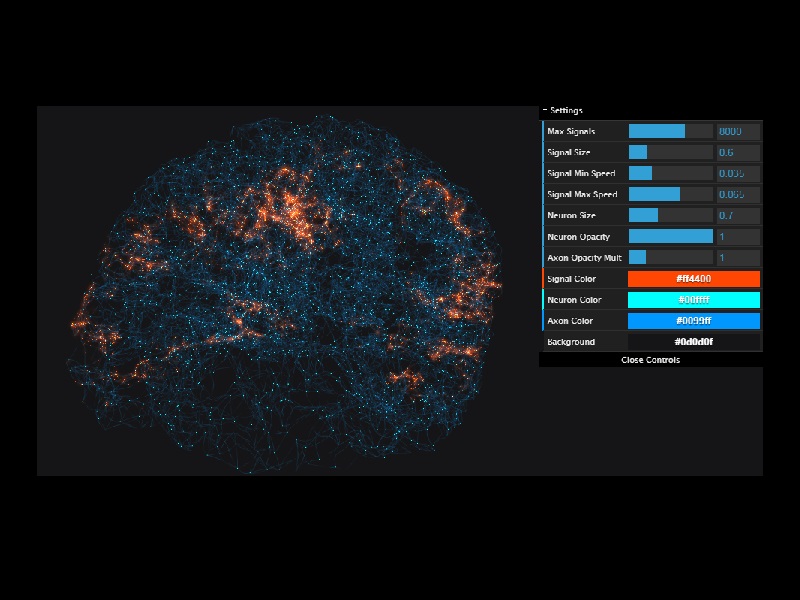 - Settings
Max Signals 8000
Signal Size 0.6
Signal Min Speed 0.035
Signal Max Speed 0.065
Neuron Size 0.7
Neuron Opacity 1
Axon Opacity Mult 1
Signal Color #ff4400
Neuron Color #00ffff
Axon Color #0099ff
Background #0d0d0f
Close Controls